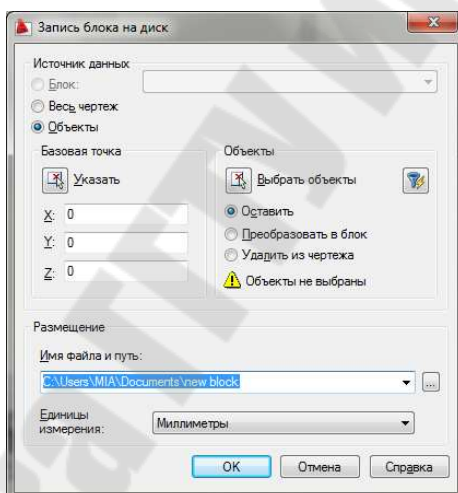 Запись блока на диск
Источник данных
Блок:
Весь чертеж
Объекты
Базовая точка
Указать
X: 0
Y: 0
Z: 0
Объекты
Выбрать объекты
Оставить
Преобразовать в блок
Удалить из чертежа
Объекты не выбраны
Размещение
Имя файла и путь:
C:\Users\MIA\Documents\new block
...
Единицы
измерения:
Миллиметры
OK
Отмена
Справка